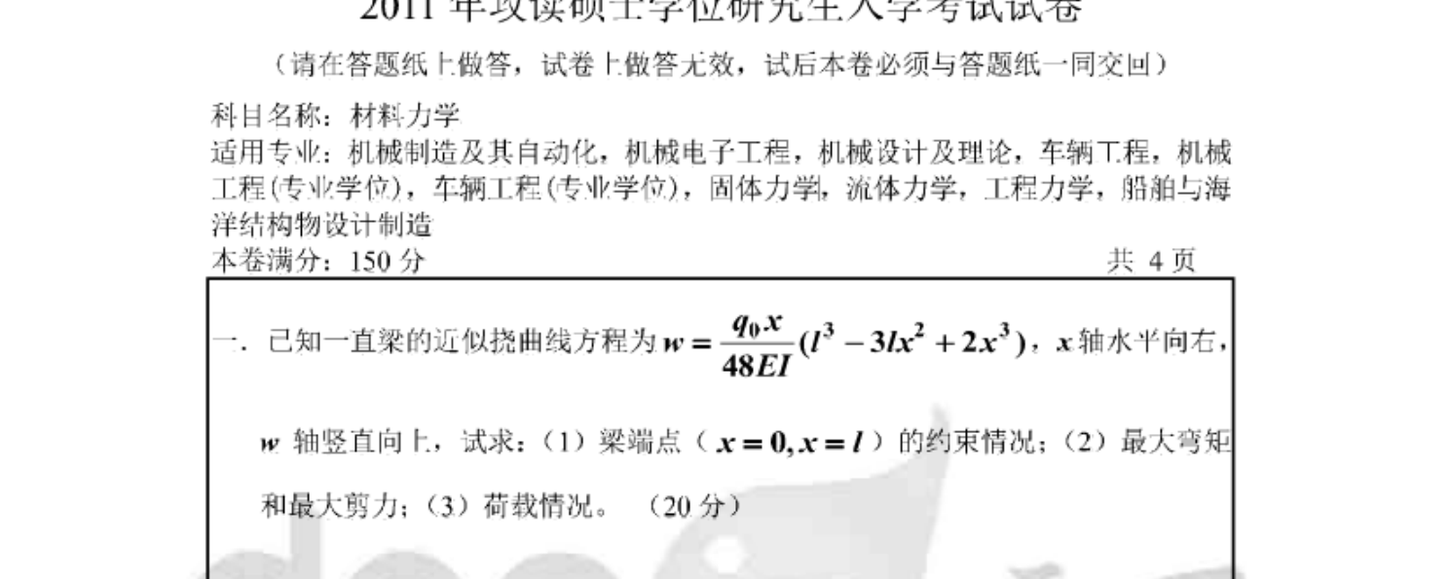 2011 年攻读硕士学位研究生入学考试试卷
（请在答题纸上做答，试卷上做答无效，试后本卷必须与答题纸一同交回）
科目名称：材料力学
适用专业：机械制造及其自动化，机械电子工程，机械设计及理论，车辆工程，机械
工程(专业学位)，车辆工程(专业学位)，固体力学，流体力学，工程力学，船舶与海
洋结构物设计制造
本卷满分：150 分 共 4 页
一．已知一直梁的近似挠曲线方程为 w = q₀x/48EI (l³ − 3lx² + 2x³)，x 轴水平向右，
w 轴竖直向上，试求：（1）梁端点（ x = 0, x = l ）的约束情况；（2）最大弯矩
和最大剪力；（3）荷载情况。 （20 分）